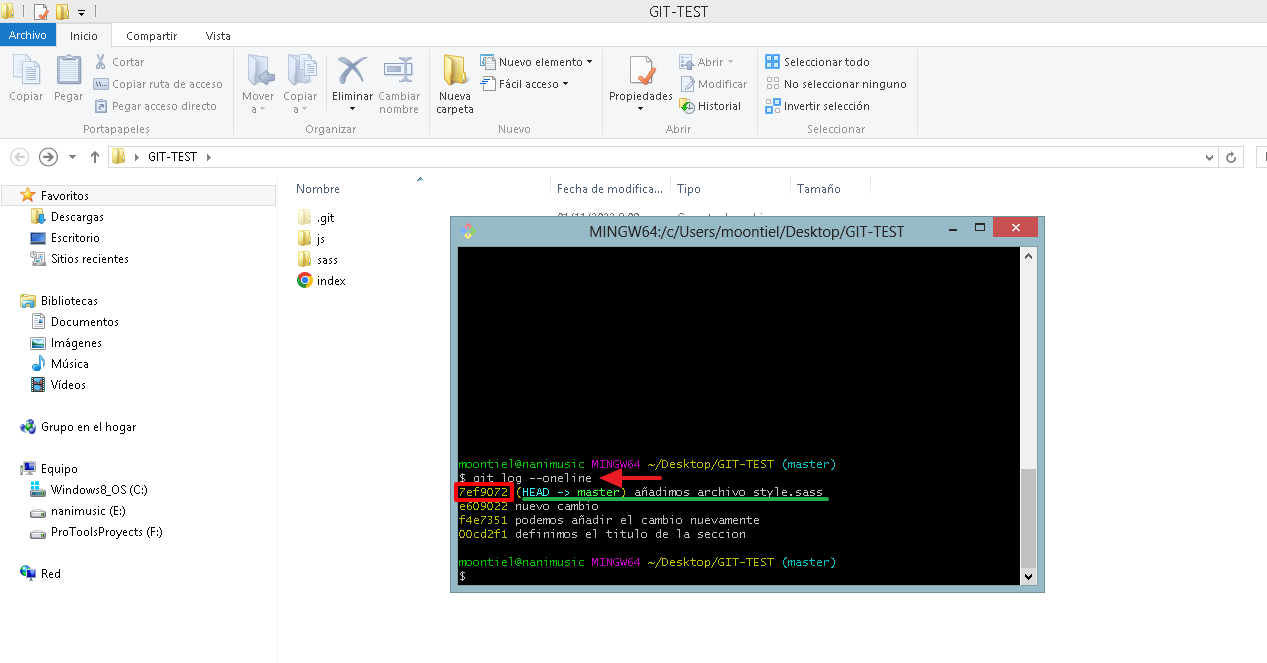 GIT-TEST
Archivo Inicio Compartir Vista
Copiar
Pegar
Cortar
Copiar ruta de acceso
Pegar acceso directo
Portapapeles
Mover a
Copiar a
Eliminar
Cambiar nombre
Organizar
Nueva carpeta
Nuevo elemento
Fácil acceso
Nuevo
Propiedades
Abrir
Modificar
Historial
Abrir
Seleccionar todo
No seleccionar ninguno
Invertir selección
Seleccionar
GIT-TEST
Favoritos
Descargas
Escritorio
Sitios recientes
Bibliotecas
Documentos
Imágenes
Música
Vídeos
Grupo en el hogar
Equipo
Windows8_OS (C:)
nanimusic (E:)
ProToolsProyects (F:)
Red
Nombre Fecha de modifica... Tipo Tamaño
.git
js
sass
index
MINGW64:/c/Users/moontiel/Desktop/GIT-TEST
moontiel@nanimusic MINGW64 ~/Desktop/GIT-TEST (master)
$ git log --oneline
7ef9072 (HEAD -> master) añadimos archivo style.sass
e609022 nuevo cambio
f4e7351 podemos añadir el cambio nuevamente
00cd2f1 definimos el titulo de la seccion
moontiel@nanimusic MINGW64 ~/Desktop/GIT-TEST (master)
$